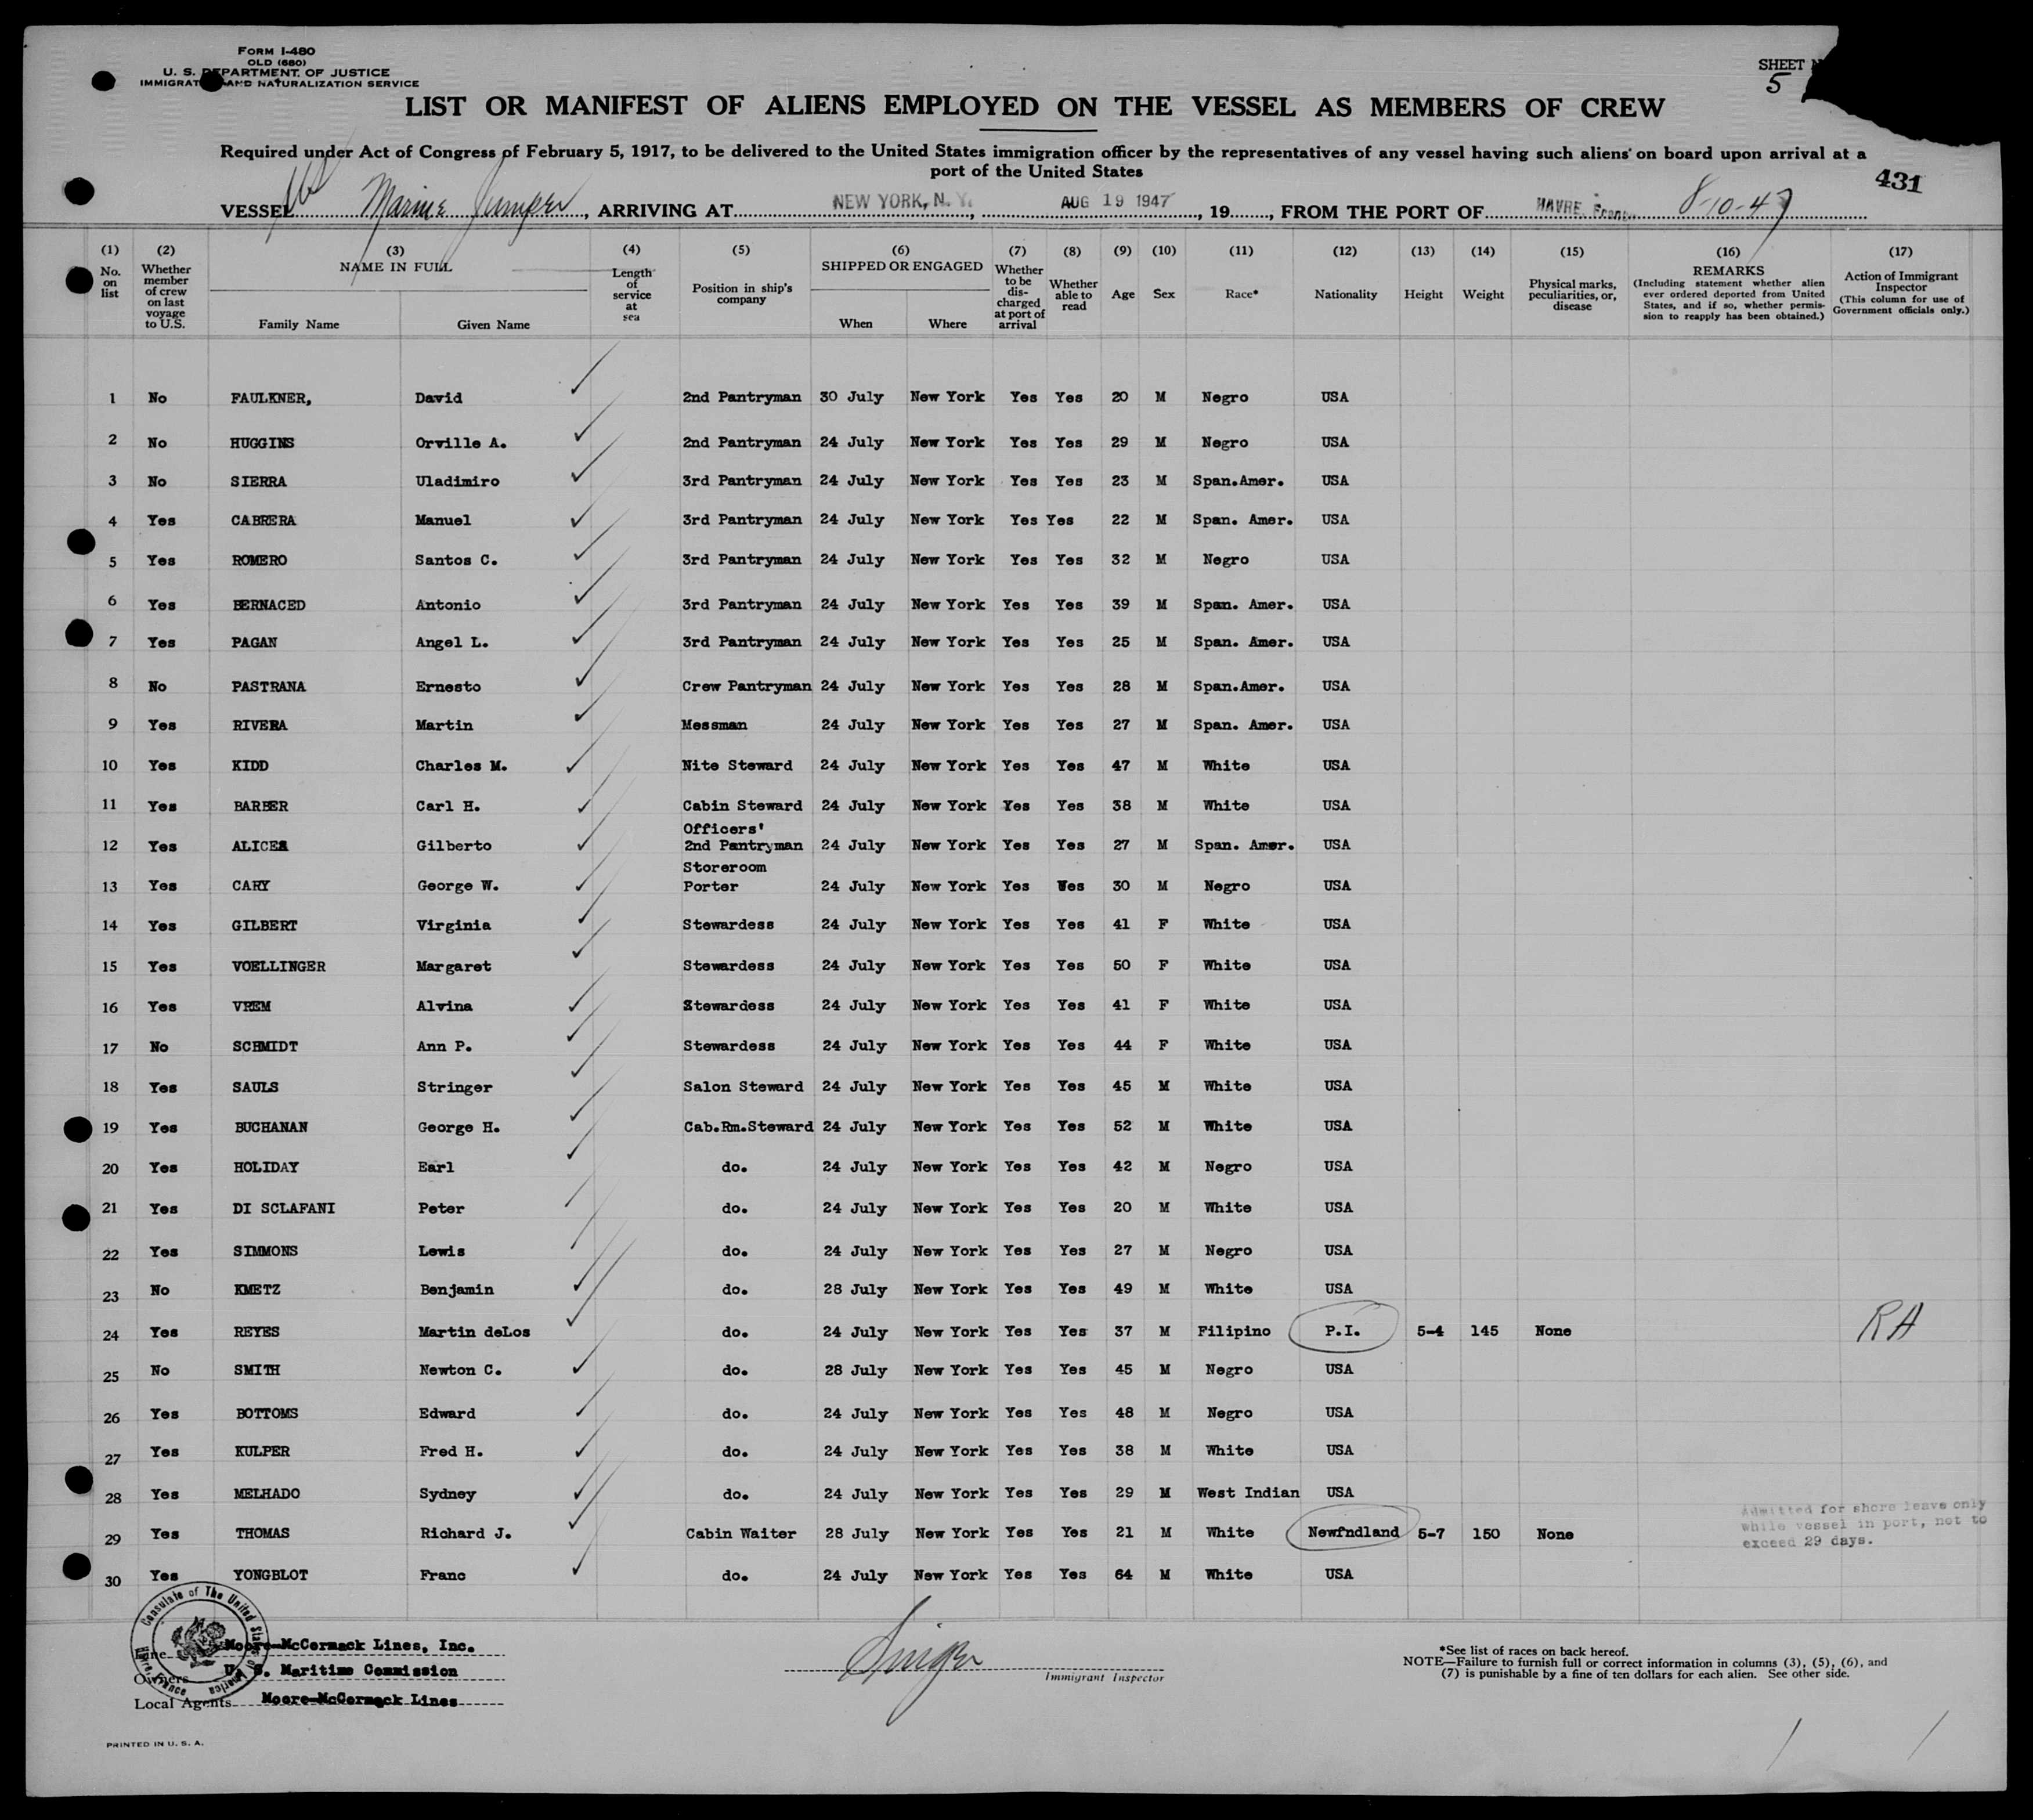 FORM I-480
OLD (680)
U. S. DEPARTMENT OF JUSTICE
IMMIGRATION AND NATURALIZATION SERVICE
SHEET N
5
LIST OR MANIFEST OF ALIENS EMPLOYED ON THE VESSEL AS MEMBERS OF CREW
Required under Act of Congress of February 5, 1917, to be delivered to the United States immigration officer by the representatives of any vessel having such aliens on board upon arrival at a
port of the United States
431
VESSEL Marine Jumper, ARRIVING AT NEW YORK, N. Y., AUG 19 1947, 19, FROM THE PORT OF HAVRE, France 8-10-47
(1) (2) (3) (4) (5) (6) (7) (8) (9) (10) (11) (12) (13) (14) (15) (16) (17)
No. on list
Whether member of crew on last voyage to U.S.
NAME IN FULL
Family Name Given Name
Length of service at sea
Position in ship's company
SHIPPED OR ENGAGED
When Where
Whether to be discharged at port of arrival
Whether able to read
Age Sex Race* Nationality Height Weight
Physical marks, peculiarities, or, disease
REMARKS
(Including statement whether alien ever ordered deported from United States, and if so, whether permission to reapply has been obtained.)
Action of Immigrant Inspector
(This column for use of Government officials only.)
1 No FAULKNER, David 2nd Pantryman 30 July New York Yes Yes 20 M Negro USA
2 No HUGGINS Orville A. 2nd Pantryman 24 July New York Yes Yes 29 M Negro USA
3 No SIERRA Uladimiro 3rd Pantryman 24 July New York Yes Yes 23 M Span.Amer. USA
4 Yes CABRERA Manuel 3rd Pantryman 24 July New York Yes Yes 22 M Span. Amer. USA
5 Yes ROMERO Santos C. 3rd Pantryman 24 July New York Yes Yes 32 M Negro USA
6 Yes BERNACED Antonio 3rd Pantryman 24 July New York Yes Yes 39 M Span. Amer. USA
7 Yes PAGAN Angel L. 3rd Pantryman 24 July New York Yes Yes 25 M Span. Amer. USA
8 No PASTRANA Ernesto Crew Pantryman 24 July New York Yes Yes 28 M Span.Amer. USA
9 Yes RIVERA Martin Messman 24 July New York Yes Yes 27 M Span. Amer. USA
10 Yes KIDD Charles M. Nite Steward 24 July New York Yes Yes 47 M White USA
11 Yes BARBER Carl H. Cabin Steward 24 July New York Yes Yes 38 M White USA
Officers'
12 Yes ALICEA Gilberto 2nd Pantryman 24 July New York Yes Yes 27 M Span. Amer. USA
Storeroom
13 Yes CARY George W. Porter 24 July New York Yes Yes 30 M Negro USA
14 Yes GILBERT Virginia Stewardess 24 July New York Yes Yes 41 F White USA
15 Yes VOELLINGER Margaret Stewardess 24 July New York Yes Yes 50 F White USA
16 Yes VREM Alvina Stewardess 24 July New York Yes Yes 41 F White USA
17 No SCHMIDT Ann P. Stewardess 24 July New York Yes Yes 44 F White USA
18 Yes SAULS Stringer Salon Steward 24 July New York Yes Yes 45 M White USA
19 Yes BUCHANAN George H. Cab.Rm.Steward 24 July New York Yes Yes 52 M White USA
20 Yes HOLIDAY Earl do. 24 July New York Yes Yes 42 M Negro USA
21 Yes DI SCLAFANI Peter do. 24 July New York Yes Yes 20 M White USA
22 Yes SIMMONS Lewis do. 24 July New York Yes Yes 27 M Negro USA
23 No KMETZ Benjamin do. 28 July New York Yes Yes 49 M White USA
24 Yes REYES Martin deLos do. 24 July New York Yes Yes 37 M Filipino P.I. 5-4 145 None RH
25 No SMITH Newton C. do. 28 July New York Yes Yes 45 M Negro USA
26 Yes BOTTOMS Edward do. 24 July New York Yes Yes 48 M Negro USA
27 Yes KULPER Fred H. do. 24 July New York Yes Yes 38 M White USA
28 Yes MELHADO Sydney do. 24 July New York Yes Yes 29 M West Indian USA
29 Yes THOMAS Richard J. Cabin Waiter 28 July New York Yes Yes 21 M White Newfndland 5-7 150 None
Admitted for shore leave only
while vessel in port, not to
exceed 29 days.
30 Yes YONGBLOT Franc do. 24 July New York Yes Yes 64 M White USA
Consulate of The United States of America
Havre, France
Line Moore-McCormack Lines, Inc.
Owners U. S. Maritime Commission
Local Agents Moore-McCormack Lines
Singer
Immigrant Inspector
*See list of races on back hereof.
NOTE—Failure to furnish full or correct information in columns (3), (5), (6), and
(7) is punishable by a fine of ten dollars for each alien. See other side.
PRINTED IN U. S. A.